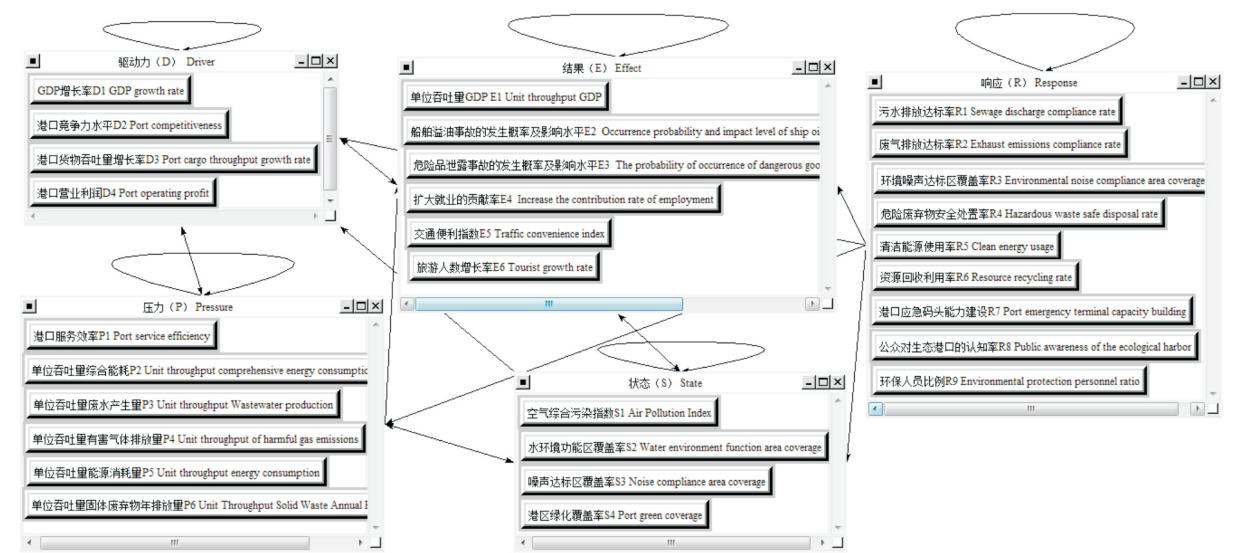 驱动力（D） Driver
GDP增长率D1 GDP growth rate
港口竞争力水平D2 Port competitiveness
港口货物吞吐量增长率D3 Port cargo throughput growth rate
港口营业利润D4 Port operating profit
结果（E）Effect
单位吞吐量GDP E1 Unit throughput GDP
船舶溢油事故的发生概率及影响水平E2 Occurrence probability and impact level of ship oi
危险品泄露事故的发生概率及影响水平E3 The probability of occurrence of dangerous goo
扩大就业的贡献率E4 Increase the contribution rate of employment
交通便利指数E5 Traffic convenience index
旅游人数增长率E6 Tourist growth rate
响应（R） Response
污水排放达标率R1 Sewage discharge compliance rate
废气排放达标率R2 Exhaust emissions compliance rate
环境噪声达标区覆盖率R3 Environmental noise compliance area coverage
危险废弃物安全处置率R4 Hazardous waste safe disposal rate
清洁能源使用率R5 Clean energy usage
资源回收利用率R6 Resource recycling rate
港口应急码头能力建设R7 Port emergency terminal capacity building
公众对生态港口的认知率R8 Public awareness of the ecological harbor
环保人员比例R9 Environmental protection personnel ratio
压力（P） Pressure
港口服务效率P1 Port service efficiency
单位吞吐量综合能耗P2 Unit throughput comprehensive energy consumptio
单位吞吐量废水产生量P3 Unit throughput Wastewater production
单位吞吐量有害气体排放量P4 Unit throughput of harmful gas emissions
单位吞吐量能源消耗量P5 Unit throughput energy consumption
单位吞吐量固体废弃物年排放量P6 Unit Throughput Solid Waste Annual
状态（S）State
空气综合污染指数S1 Air Pollution Index
水环境功能区覆盖率S2 Water environment function area coverage
噪声达标区覆盖率S3 Noise compliance area coverage
港区绿化覆盖率S4 Port green coverage